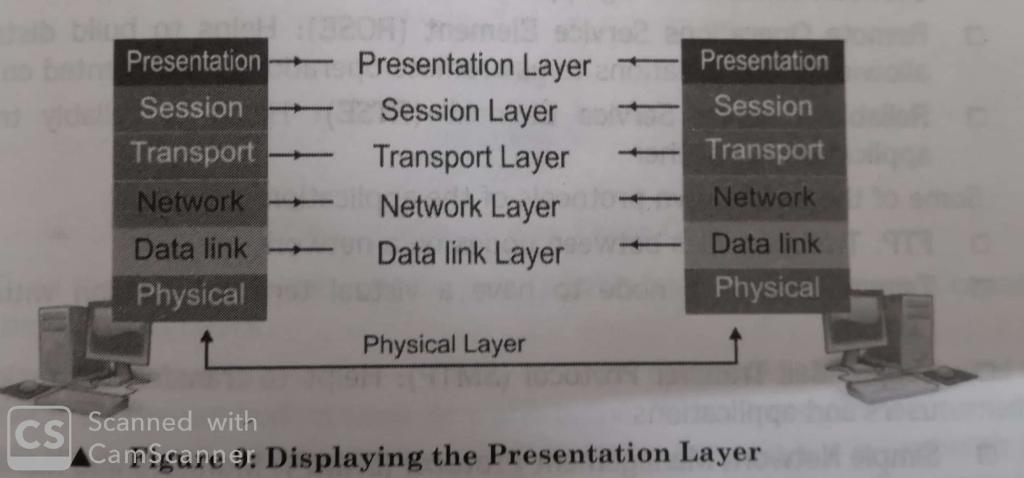 Presentation Presentation Layer Presentation
Session Session Layer Session
Transport Transport Layer Transport
Network Network Layer Network
Data link Data link Layer Data link
Physical Physical
Physical Layer
CS Scanned with
CamScanner
Figure 9: Displaying the Presentation Layer